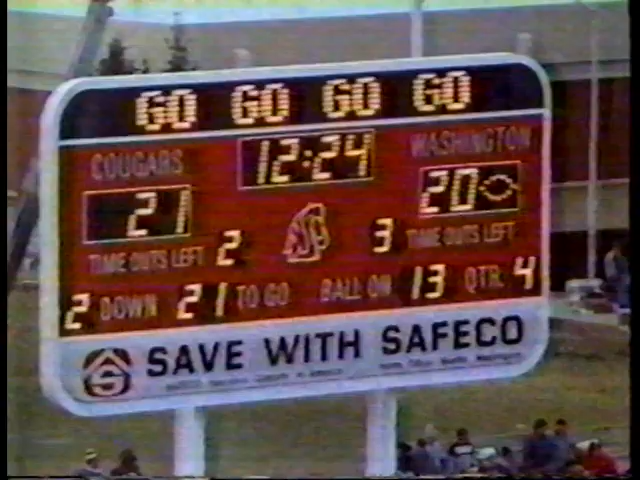 GO GO GO GO
COUGARS 12:24 WASHINGTON
21 20
TIME OUTS LEFT 2 3 TIME OUTS LEFT
2 DOWN 21 TO GO BALL ON 13 QTR. 4
SAVE WITH SAFECO